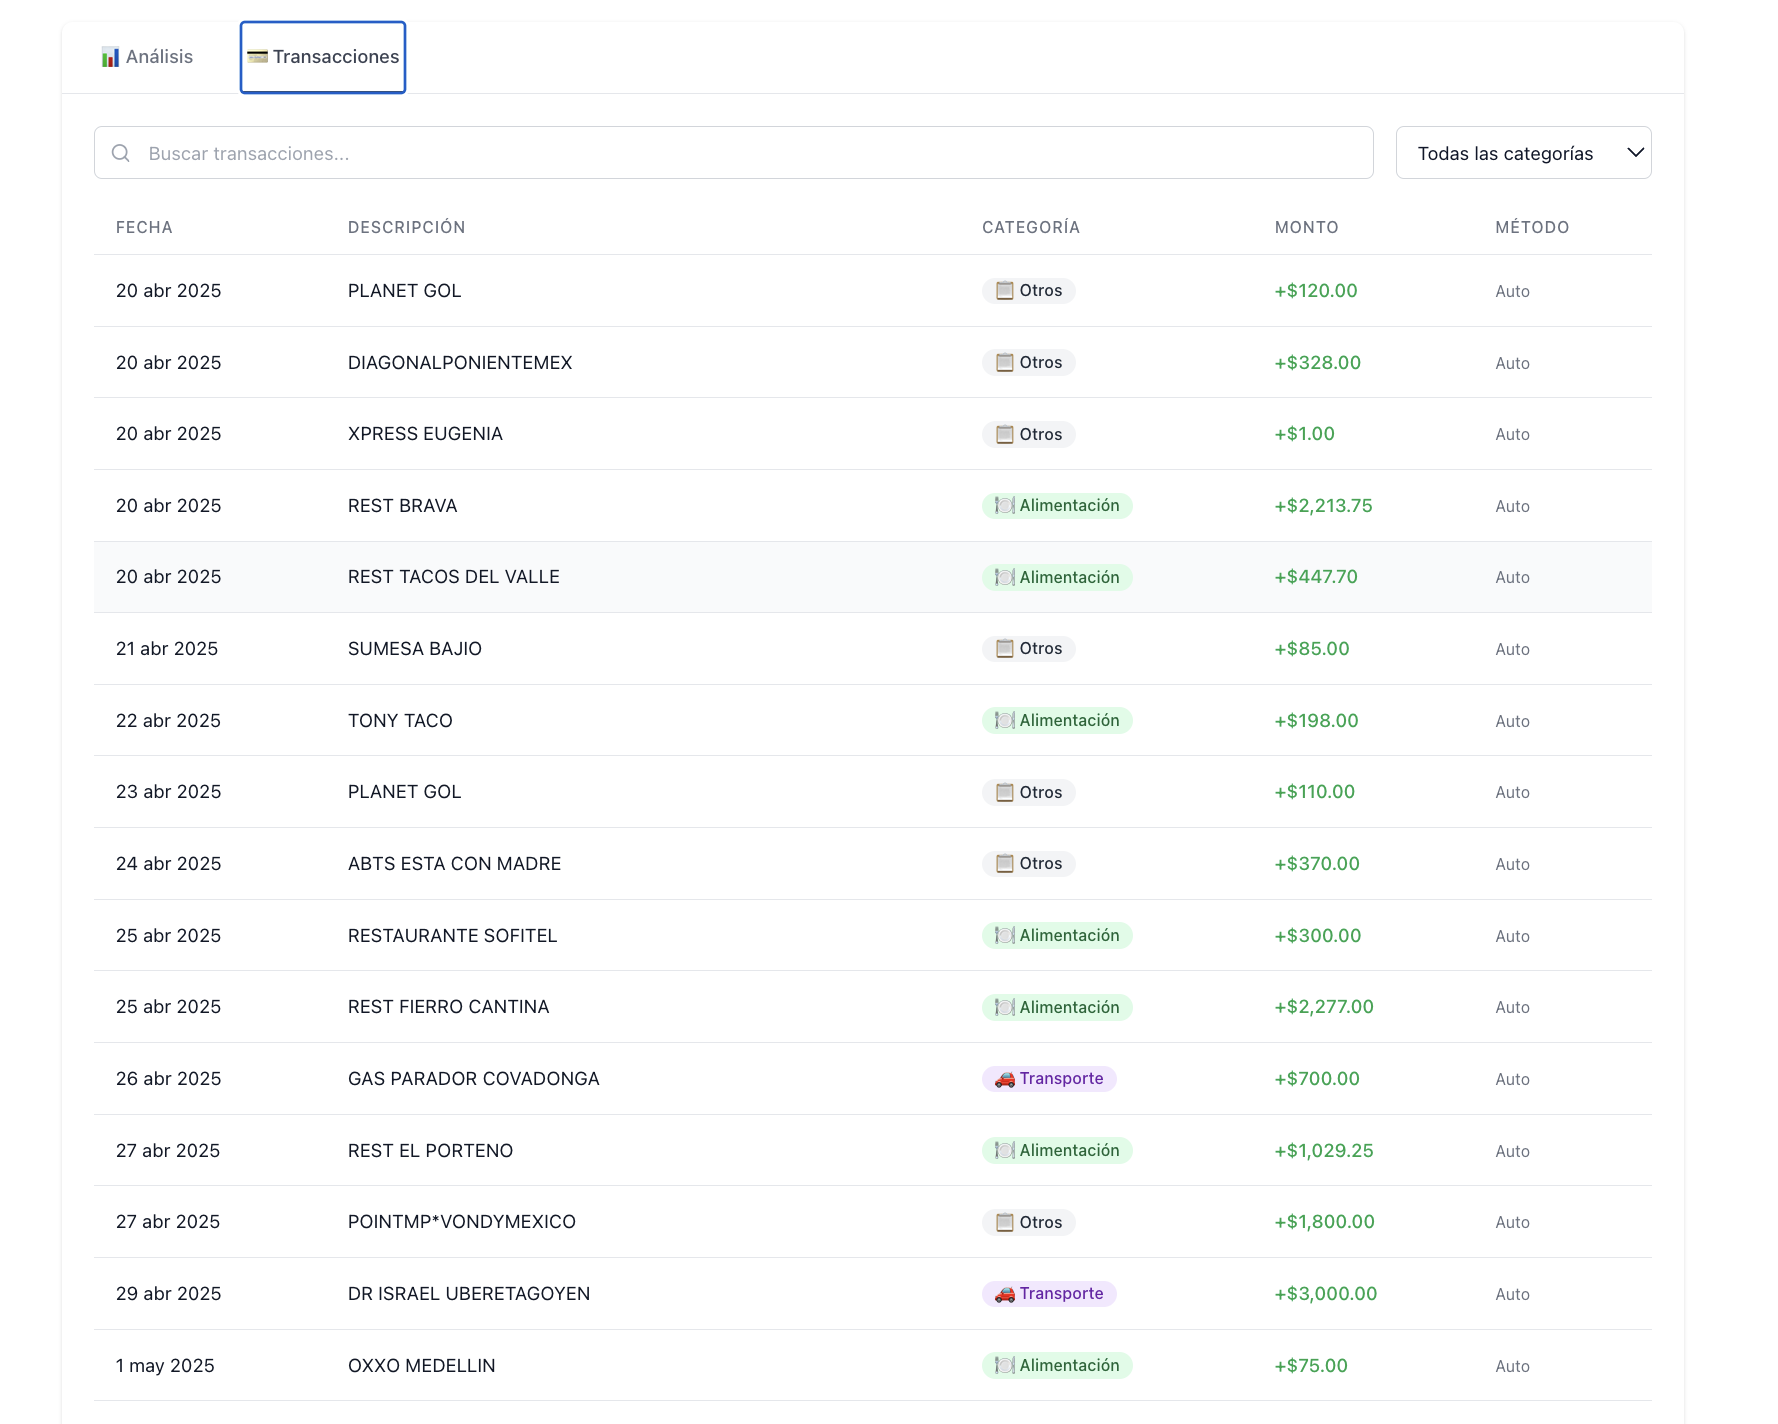 📊 Análisis 💳 Transacciones
Buscar transacciones... Todas las categorías
FECHA DESCRIPCIÓN CATEGORÍA MONTO MÉTODO
20 abr 2025 PLANET GOL 📋 Otros +$120.00 Auto
20 abr 2025 DIAGONALPONIENTEMEX 📋 Otros +$328.00 Auto
20 abr 2025 XPRESS EUGENIA 📋 Otros +$1.00 Auto
20 abr 2025 REST BRAVA 🍽️ Alimentación +$2,213.75 Auto
20 abr 2025 REST TACOS DEL VALLE 🍽️ Alimentación +$447.70 Auto
21 abr 2025 SUMESA BAJIO 📋 Otros +$85.00 Auto
22 abr 2025 TONY TACO 🍽️ Alimentación +$198.00 Auto
23 abr 2025 PLANET GOL 📋 Otros +$110.00 Auto
24 abr 2025 ABTS ESTA CON MADRE 📋 Otros +$370.00 Auto
25 abr 2025 RESTAURANTE SOFITEL 🍽️ Alimentación +$300.00 Auto
25 abr 2025 REST FIERRO CANTINA 🍽️ Alimentación +$2,277.00 Auto
26 abr 2025 GAS PARADOR COVADONGA 🚗 Transporte +$700.00 Auto
27 abr 2025 REST EL PORTENO 🍽️ Alimentación +$1,029.25 Auto
27 abr 2025 POINTMP*VONDYMEXICO 📋 Otros +$1,800.00 Auto
29 abr 2025 DR ISRAEL UBERETAGOYEN 🚗 Transporte +$3,000.00 Auto
1 may 2025 OXXO MEDELLIN 🍽️ Alimentación +$75.00 Auto